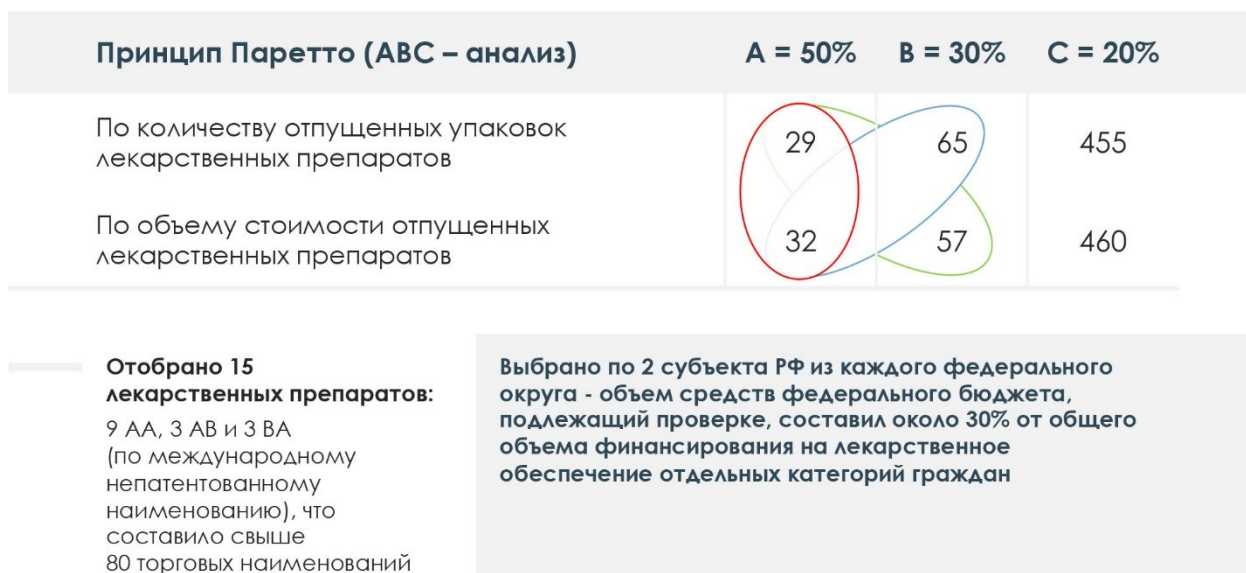 Принцип Паретто (АВС – анализ) A = 50% B = 30% C = 20%
По количеству отпущенных упаковок
лекарственных препаратов
29 65 455
По объему стоимости отпущенных
лекарственных препаратов
32 57 460
Отобрано 15
лекарственных препаратов:
9 АА, 3 АВ и 3 ВА
(по международному
непатентованному
наименованию), что
составило свыше
80 торговых наименований
Выбрано по 2 субъекта РФ из каждого федерального
округа - объем средств федерального бюджета,
подлежащий проверке, составил около 30% от общего
объема финансирования на лекарственное
обеспечение отдельных категорий граждан